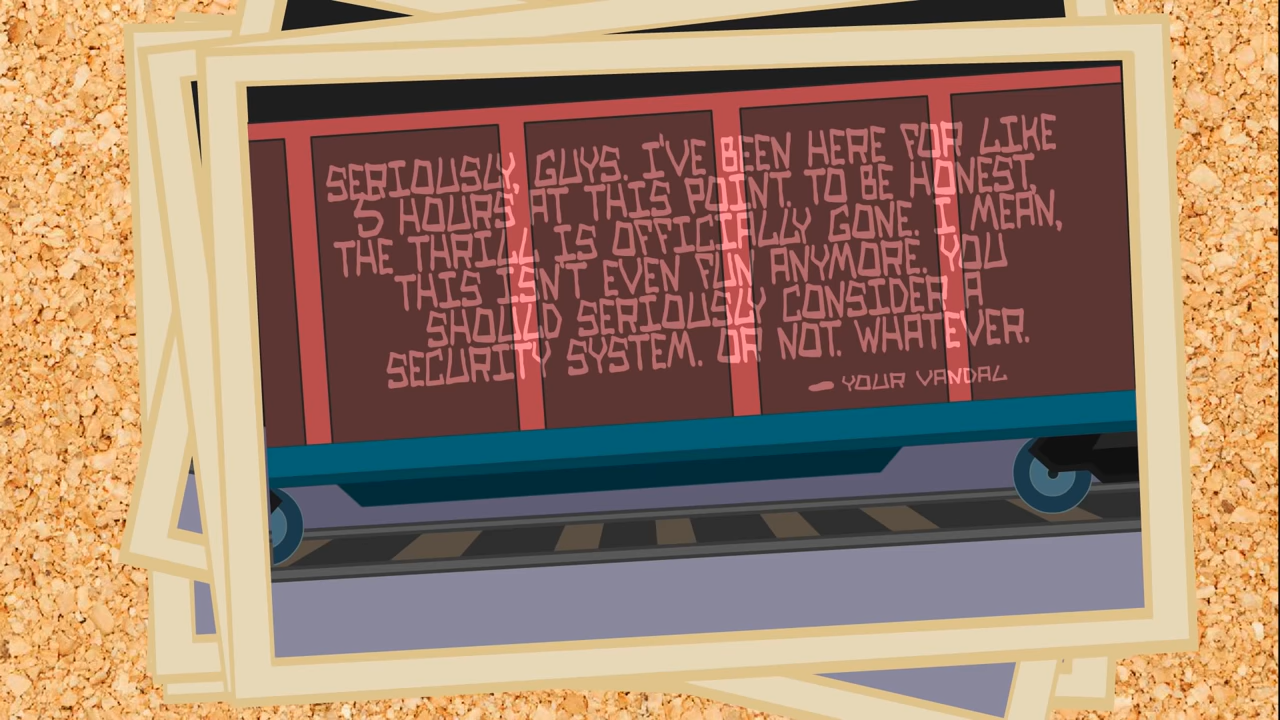 SERIOUSLY, GUYS. I'VE BEEN HERE FOR LIKE
5 HOURS AT THIS POINT. TO BE HONEST,
THE THRILL IS OFFICIALLY GONE. I MEAN,
THIS ISN'T EVEN FUN ANYMORE. YOU
SHOULD SERIOUSLY CONSIDER A
SECURITY SYSTEM. OR NOT. WHATEVER.
- YOUR VANDAL